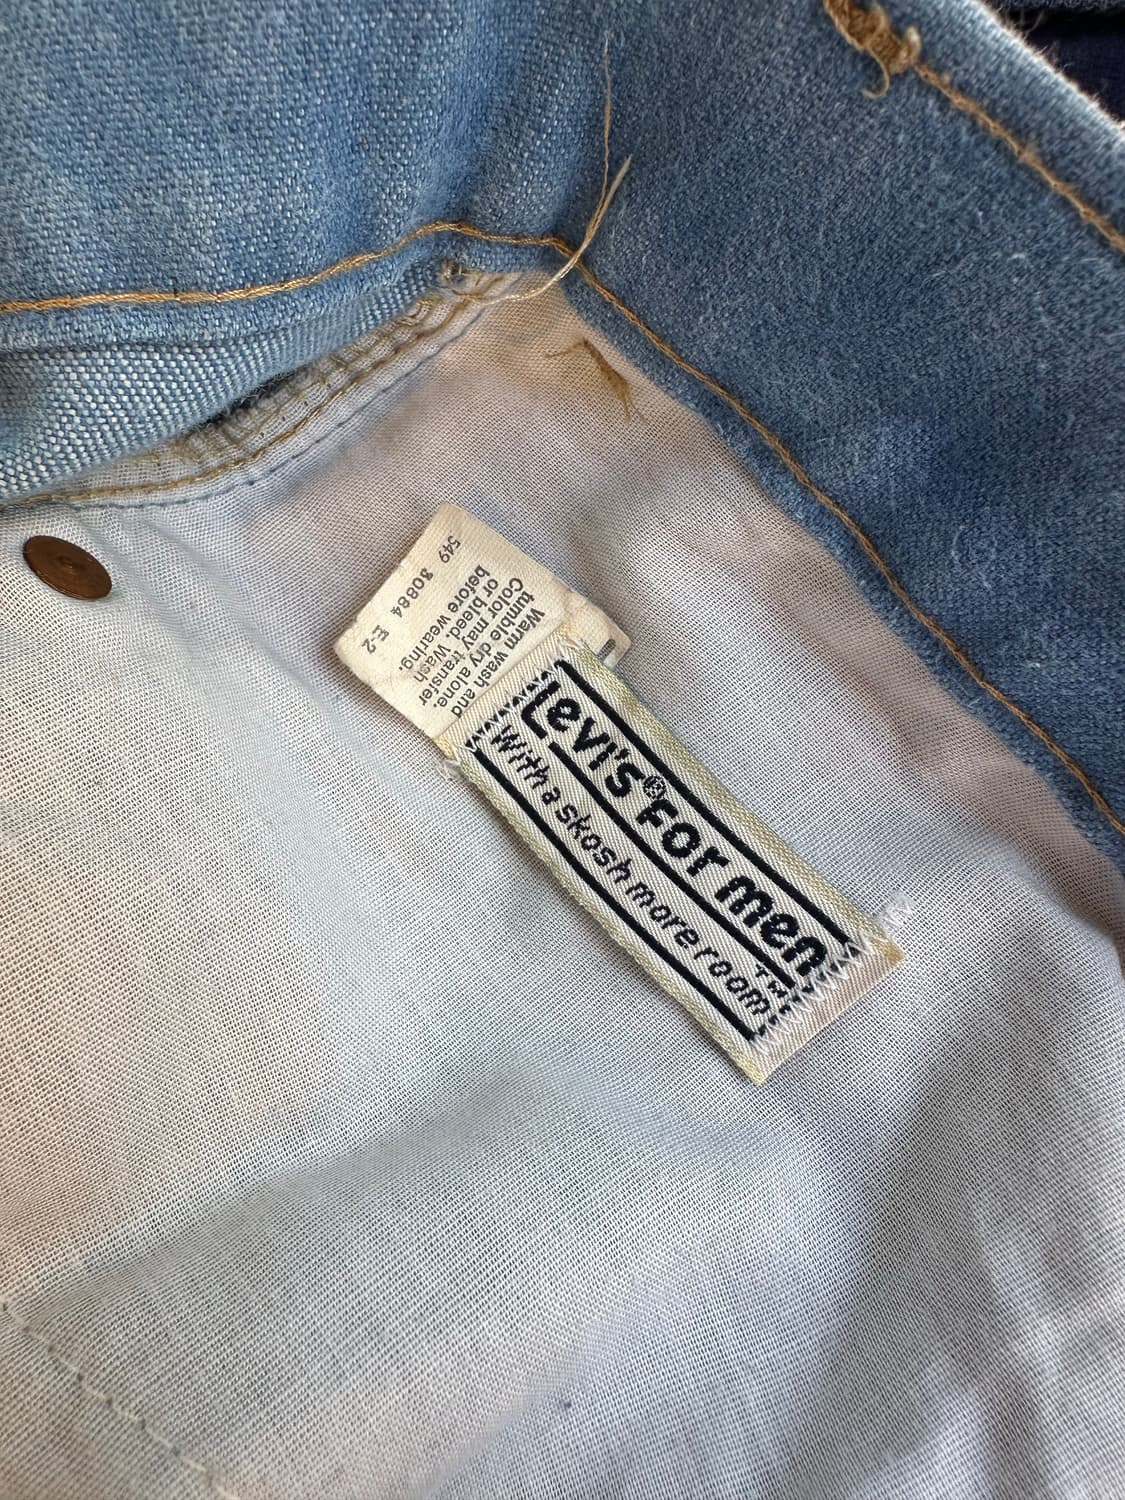 549 30884 E-2
Warm wash and
tumble dry alone.
Color may transfer
or bleed. Wash
before wearing.
Levi's® For men
With a skosh more room™